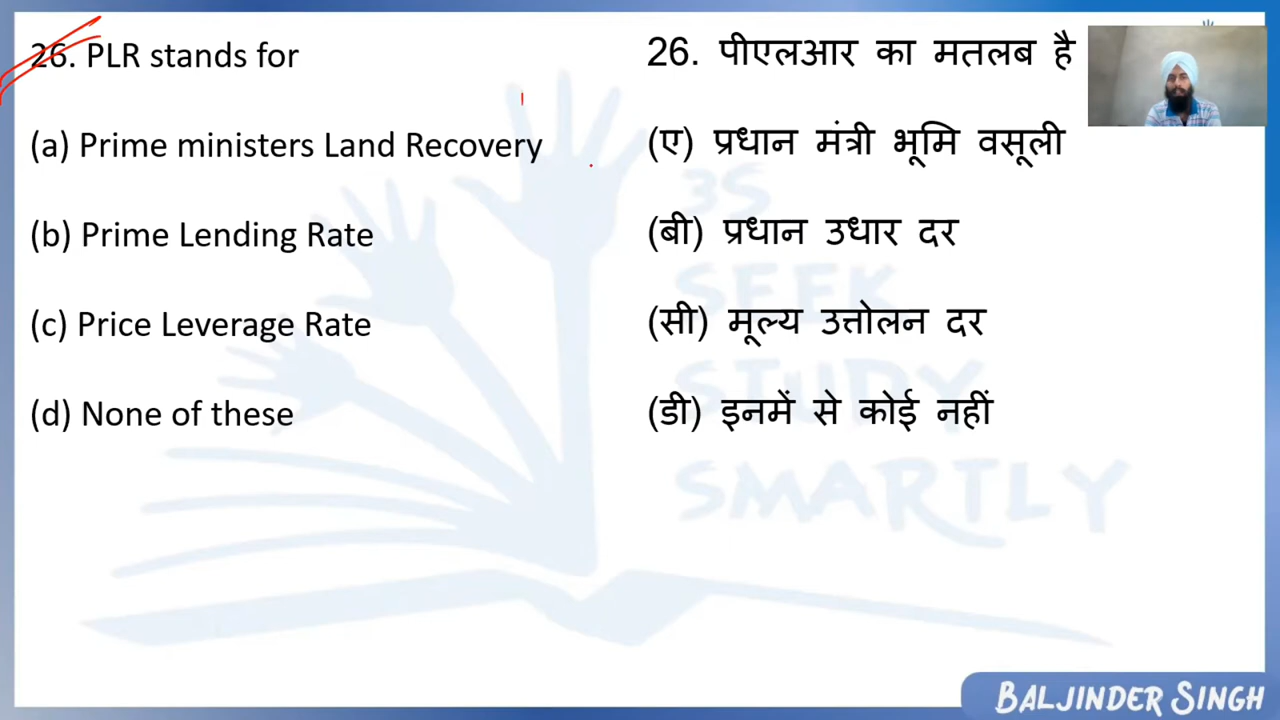 26. PLR stands for
(a) Prime ministers Land Recovery
(b) Prime Lending Rate
(c) Price Leverage Rate
(d) None of these
26. पीएलआर का मतलब है
(ए) प्रधान मंत्री भूमि वसूली
(बी) प्रधान उधार दर
(सी) मूल्य उत्तोलन दर
(डी) इनमें से कोई नहीं
3S
SEEK
STUDY
SMARTLY
BALJINDER SINGH